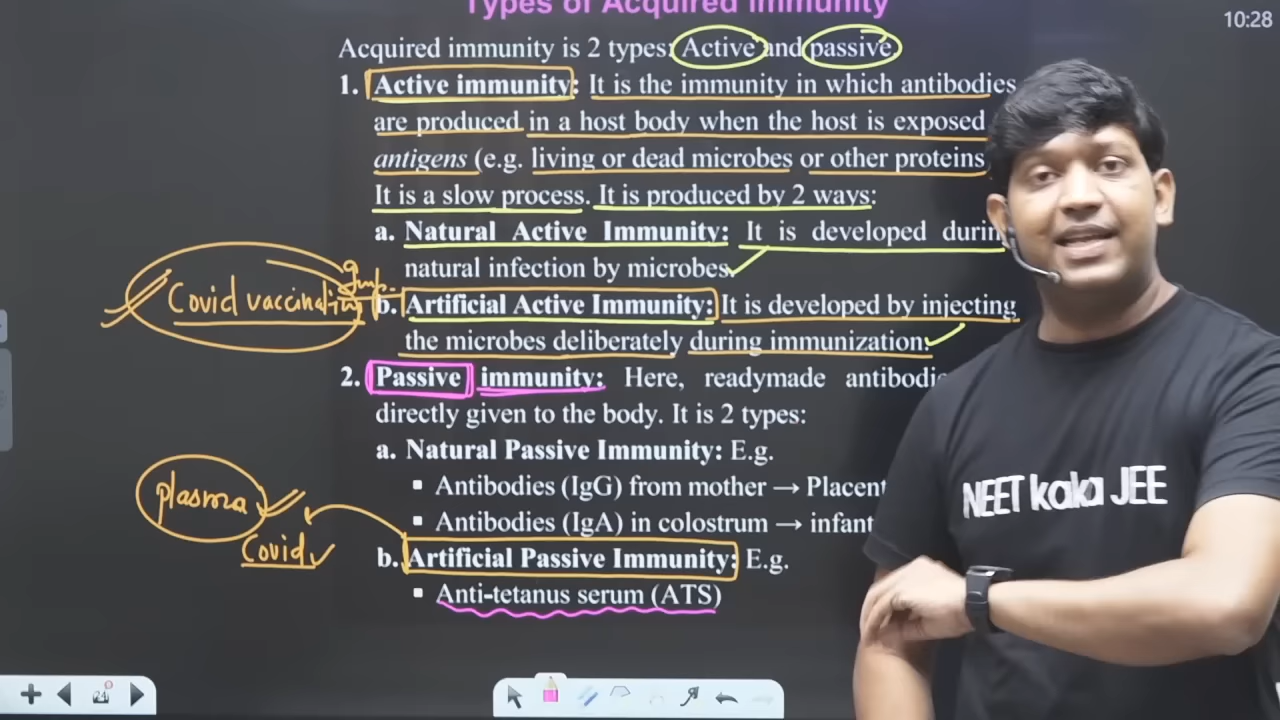 Types of Acquired Immunity
10:28
Acquired immunity is 2 types: Active and passive.
1. Active immunity: It is the immunity in which antibodies
are produced in a host body when the host is exposed
antigens (e.g. living or dead microbes or other proteins
It is a slow process. It is produced by 2 ways:
a. Natural Active Immunity: It is developed durin
natural infection by microbes.
Covid vaccination
b. Artificial Active Immunity: It is developed by injecting
the microbes deliberately during immunization.
2. Passive immunity: Here, readymade antibodi
directly given to the body. It is 2 types:
a. Natural Passive Immunity: E.g.
▪ Antibodies (IgG) from mother → Placent
▪ Antibodies (IgA) in colostrum → infant
plasma
Covid
b. Artificial Passive Immunity: E.g.
▪ Anti-tetanus serum (ATS)
NEET kaka JEE
24